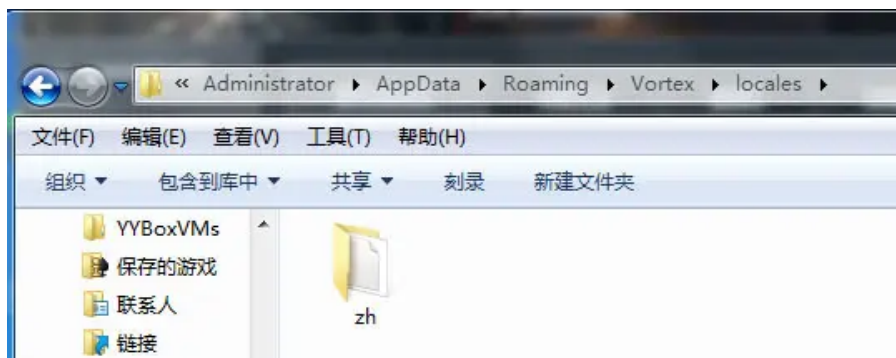 « Administrator AppData Roaming Vortex locales
文件(F) 编辑(E) 查看(V) 工具(T) 帮助(H)
组织 包含到库中 共享 刻录 新建文件夹
YYBoxVMs
保存的游戏
联系人
链接
zh